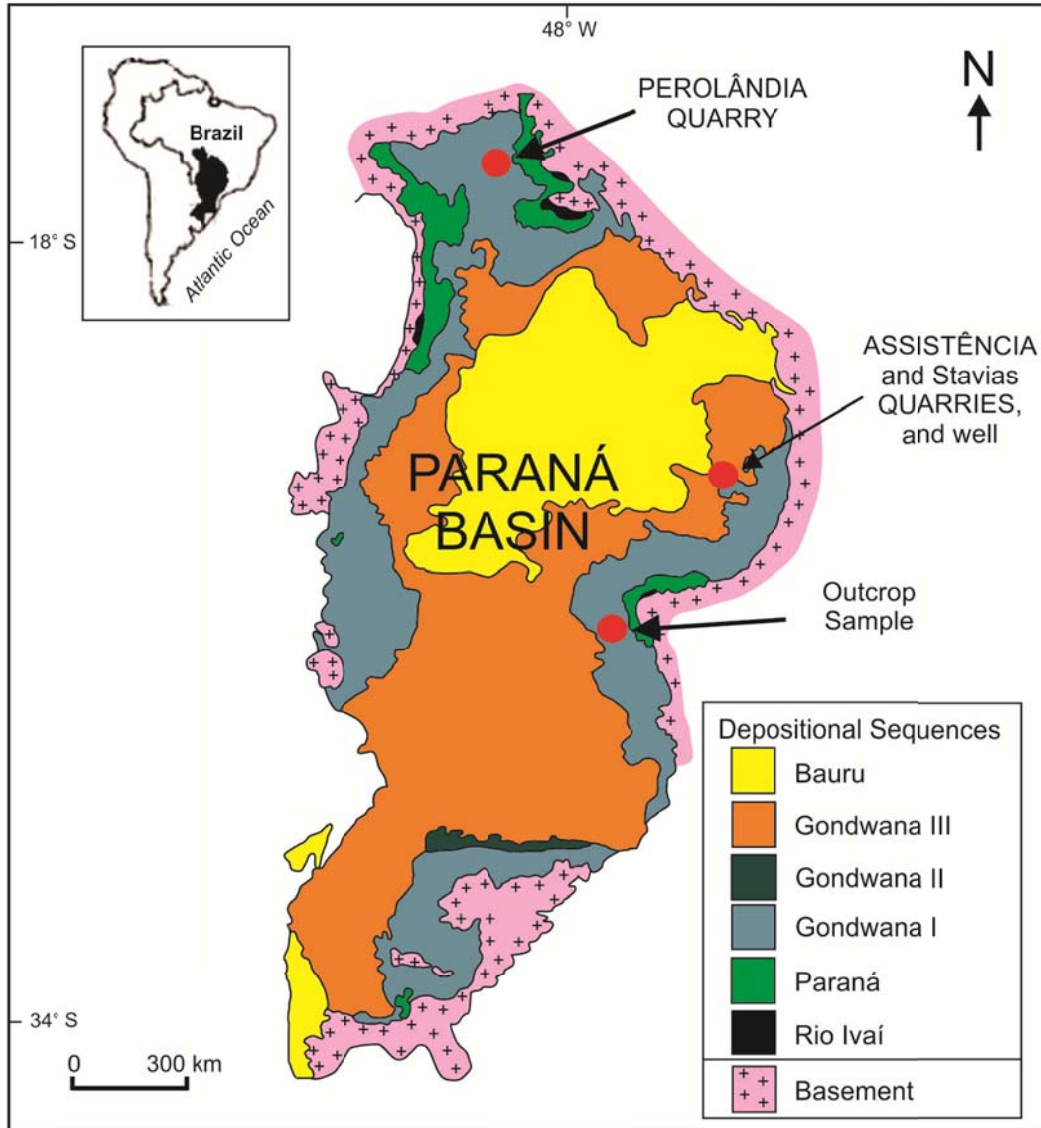 48° W
N
PEROLÂNDIA
QUARRY
Brazil
Atlantic Ocean
18° S
ASSISTÊNCIA
and Stavias
QUARRIES,
and well
PARANÁ
BASIN
Outcrop
Sample
Depositional Sequences
Bauru
Gondwana III
Gondwana II
Gondwana I
Paraná
Rio Ivaí
Basement
34° S
0 300 km